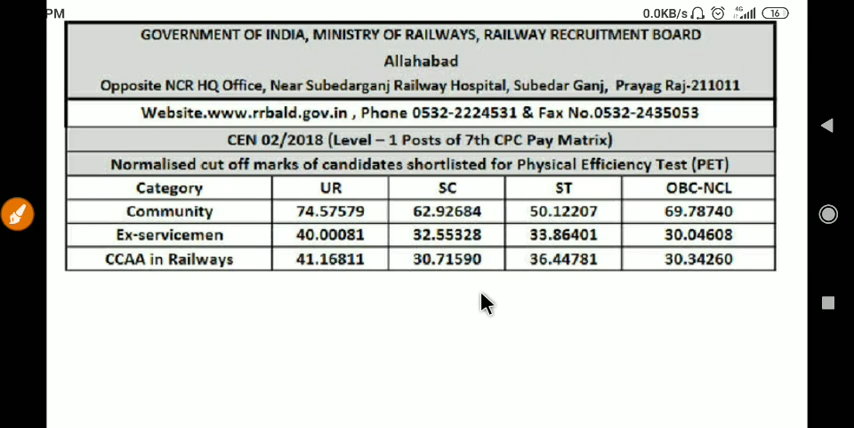 PM
0.0KB/s 4G 16
GOVERNMENT OF INDIA, MINISTRY OF RAILWAYS, RAILWAY RECRUITMENT BOARD
Allahabad
Opposite NCR HQ Office, Near Subedarganj Railway Hospital, Subedar Ganj, Prayag Raj-211011
Website.www.rrbald.gov.in , Phone 0532-2224531 & Fax No.0532-2435053
CEN 02/2018 (Level – 1 Posts of 7th CPC Pay Matrix)
Normalised cut off marks of candidates shortlisted for Physical Efficiency Test (PET)
Category UR SC ST OBC-NCL
Community 74.57579 62.92684 50.12207 69.78740
Ex-servicemen 40.00081 32.55328 33.86401 30.04608
CCAA in Railways 41.16811 30.71590 36.44781 30.34260